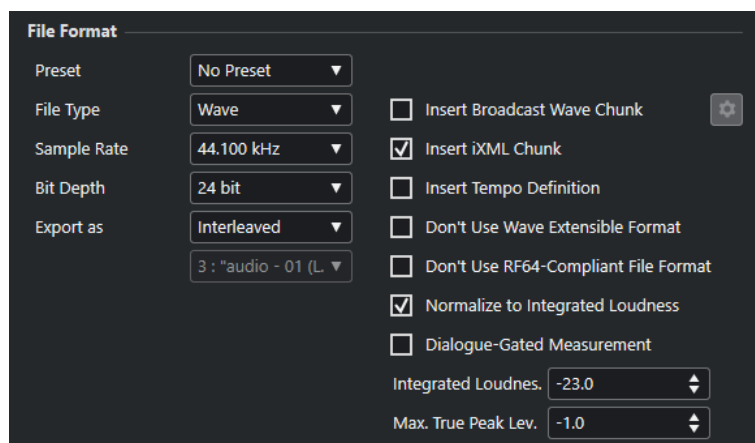 File Format
Preset No Preset
File Type Wave Insert Broadcast Wave Chunk
Sample Rate 44.100 kHz Insert iXML Chunk
Bit Depth 24 bit Insert Tempo Definition
Export as Interleaved Don't Use Wave Extensible Format
3 : "audio - 01 (L. Don't Use RF64-Compliant File Format
Normalize to Integrated Loudness
Dialogue-Gated Measurement
Integrated Loudnes. -23.0
Max. True Peak Lev. -1.0